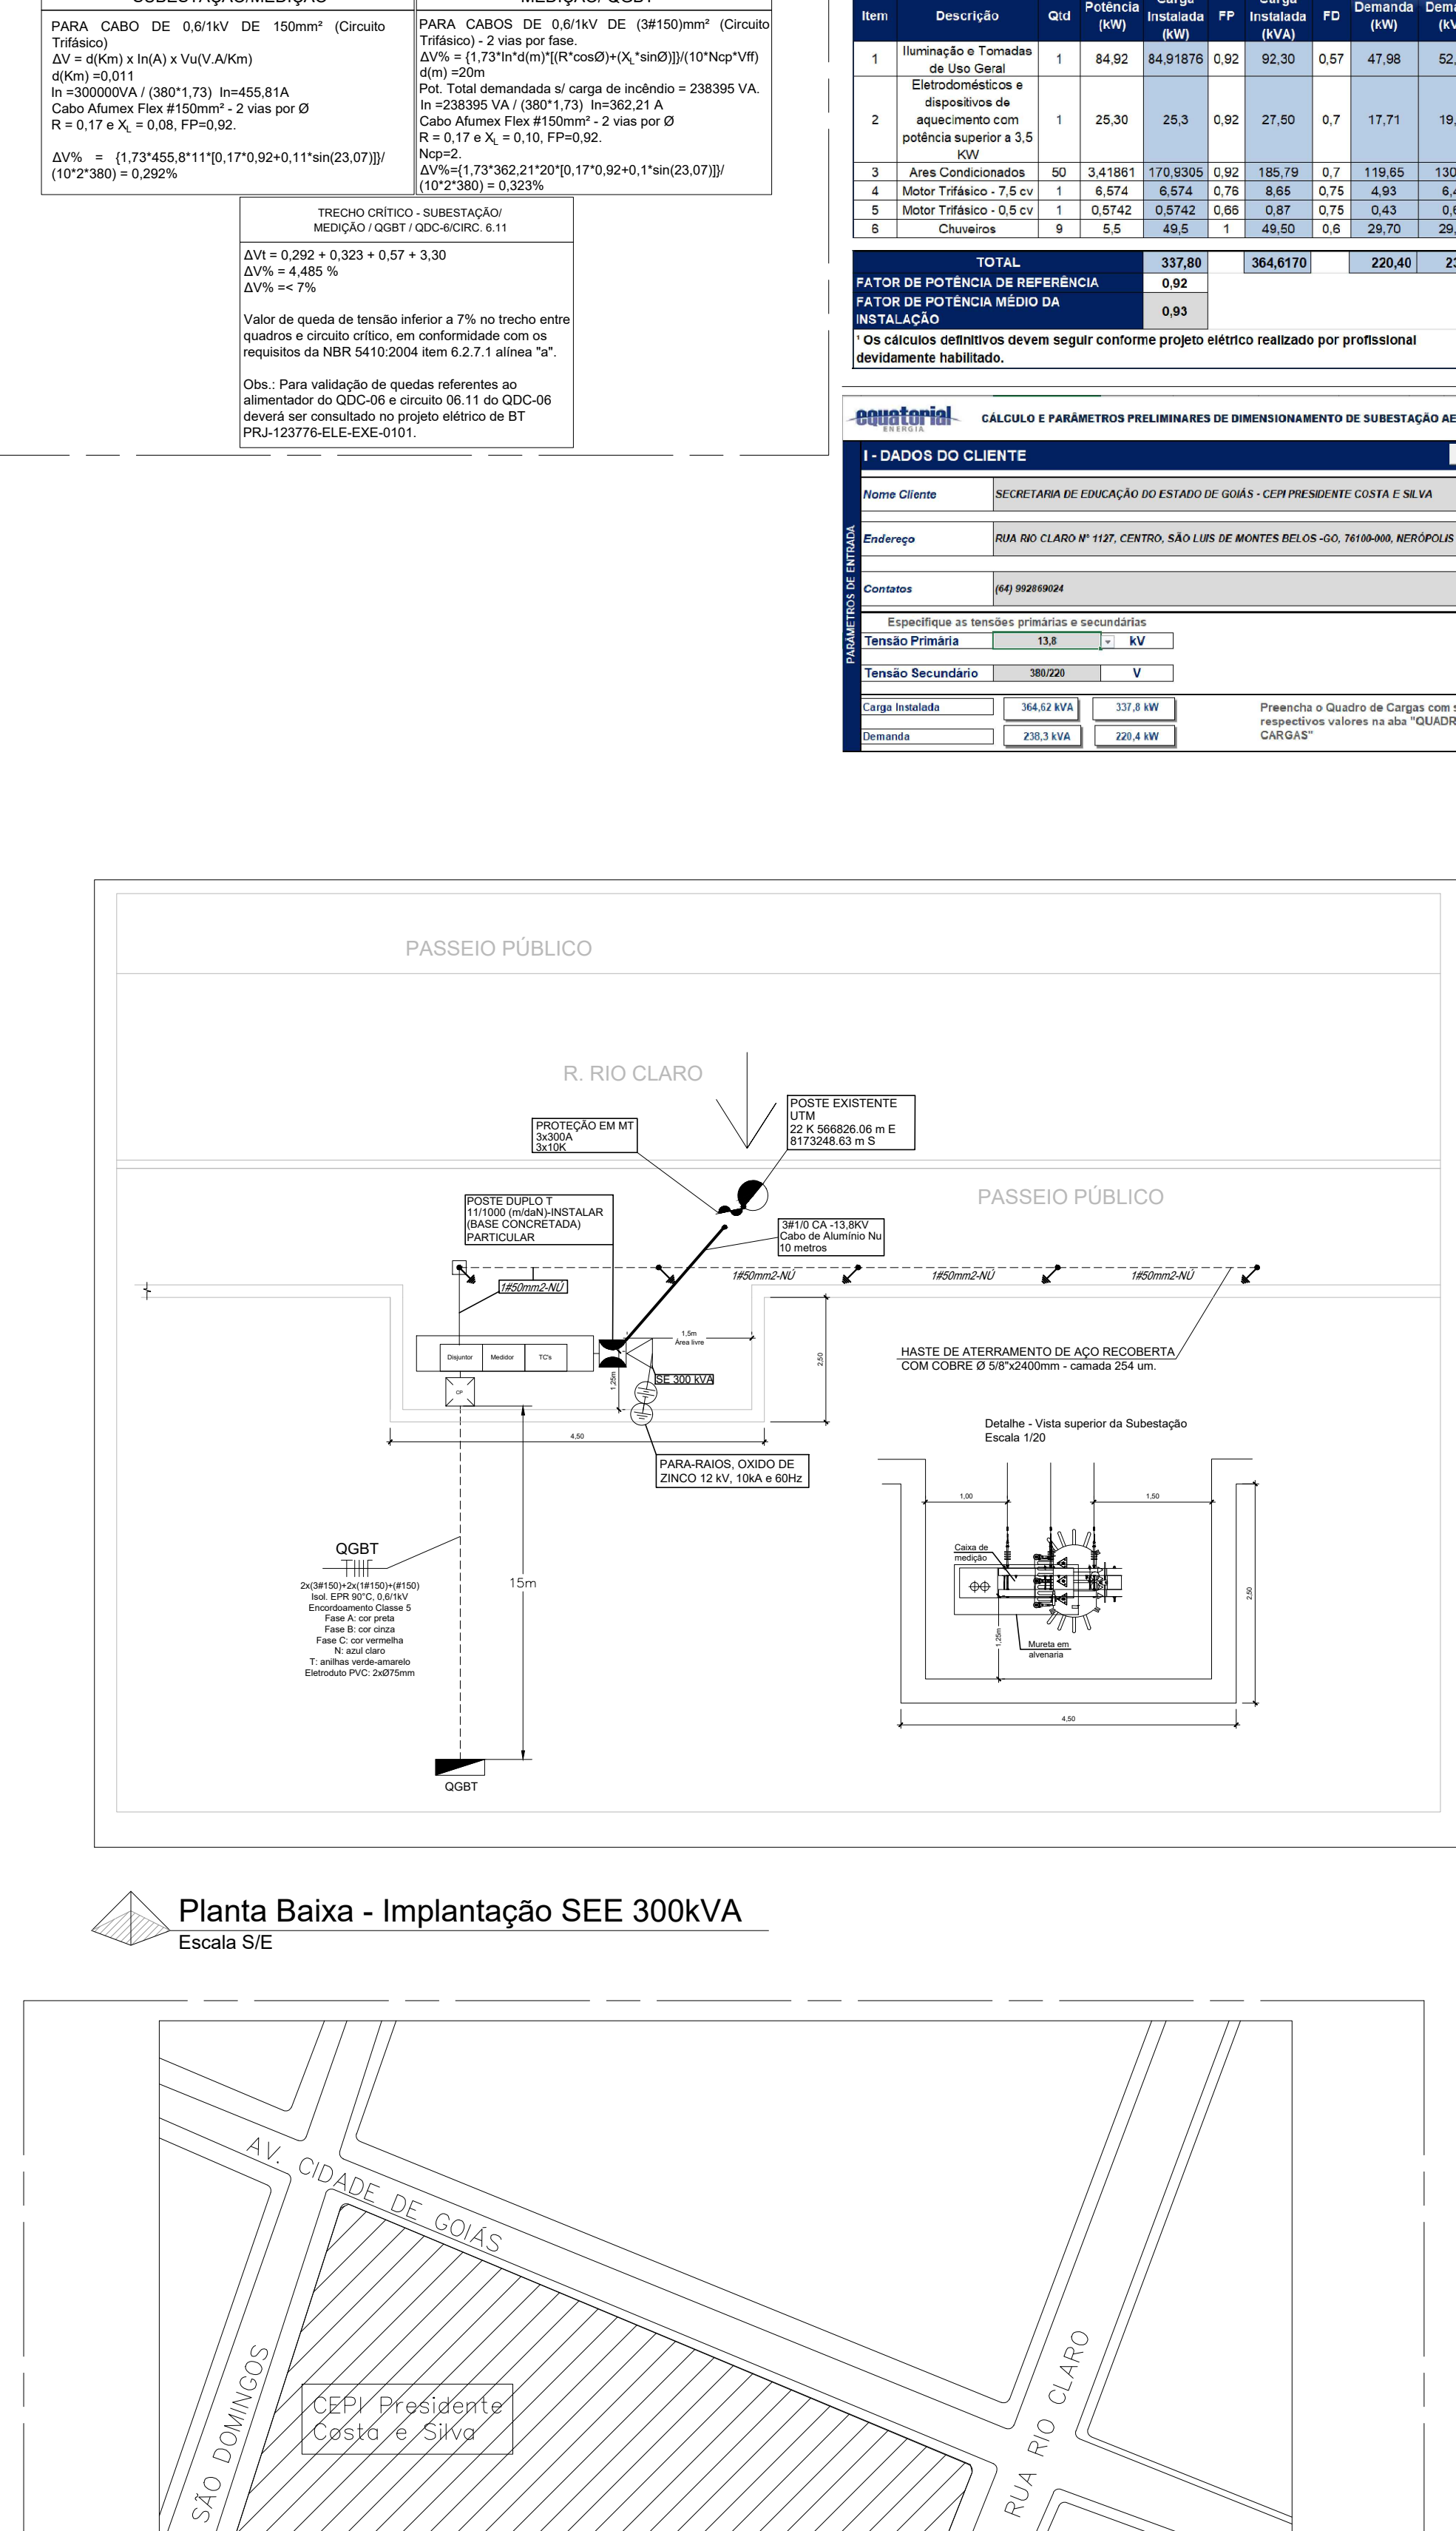 SUBESTAÇÃO/MEDIÇÃO
PARA CABO DE 0,6/1kV DE 150mm² (Circuito
Trifásico)
ΔV = d(Km) x In(A) x Vu(V.A/Km)
d(Km) =0,011
In =300000VA / (380*1,73)  In=455,81A
Cabo Afumex Flex #150mm² - 2 vias por Ø
R = 0,17 e XL = 0,08, FP=0,92.
ΔV% = {1,73*455,8*11*[0,17*0,92+0,11*sin(23,07)]}/
(10*2*380) = 0,292%
MEDIÇÃO/ QGBT
PARA CABOS DE 0,6/1kV DE (3#150)mm² (Circuito
Trifásico) - 2 vias por fase.
ΔV% = {1,73*In*d(m)*[(R*cosØ)+(XL*sinØ)]}/(10*Ncp*Vff)
d(m) =20m
Pot. Total demandada s/ carga de incêndio = 238395 VA.
In =238395 VA / (380*1,73)  In=362,21 A
Cabo Afumex Flex #150mm² - 2 vias por Ø
R = 0,17 e XL = 0,10, FP=0,92.
Ncp=2.
ΔV%={1,73*362,21*20*[0,17*0,92+0,1*sin(23,07)]}/
(10*2*380) = 0,323%
TRECHO CRÍTICO - SUBESTAÇÃO/
MEDIÇÃO / QGBT / QDC-6/CIRC. 6.11
ΔVt = 0,292 + 0,323 + 0,57 + 3,30
ΔV% = 4,485 %
ΔV% =< 7%
Valor de queda de tensão inferior a 7% no trecho entre
quadros e circuito crítico, em conformidade com os
requisitos da NBR 5410:2004 item 6.2.7.1 alínea "a".
Obs.: Para validação de quedas referentes ao
alimentador do QDC-06 e circuito 06.11 do QDC-06
deverá ser consultado no projeto elétrico de BT
PRJ-123776-ELE-EXE-0101.
Item Descrição Qtd Potência (kW) Carga Instalada (kW) FP Carga Instalada (kVA) FD Demanda (kW)
1 Iluminação e Tomadas de Uso Geral 1 84,92 84,91876 0,92 92,30 0,57 47,98 52,
2 Eletrodomésticos e dispositivos de aquecimento com potência superior a 3,5 KW 1 25,30 25,3 0,92 27,50 0,7 17,71 19,
3 Ares Condicionados 50 3,41861 170,9305 0,92 185,79 0,7 119,65 130
4 Motor Trifásico - 7,5 cv 1 6,574 6,574 0,76 8,65 0,75 4,93 6,4
5 Motor Trifásico - 0,5 cv 1 0,5742 0,5742 0,66 0,87 0,75 0,43 0,6
6 Chuveiros 9 5,5 49,5 1 49,50 0,6 29,70 29,
TOTAL 337,80 364,6170 220,40 23
FATOR DE POTÊNCIA DE REFERÊNCIA 0,92
FATOR DE POTÊNCIA MÉDIO DA
INSTALAÇÃO 0,93
¹ Os cálculos definitivos devem seguir conforme projeto elétrico realizado por profissional
devidamente habilitado.
equatorial
ENERGIA
CÁLCULO E PARÂMETROS PRELIMINARES DE DIMENSIONAMENTO DE SUBESTAÇÃO AE
PARÂMETROS DE ENTRADA
I - DADOS DO CLIENTE
Nome Cliente SECRETARIA DE EDUCAÇÃO DO ESTADO DE GOIÁS - CEPI PRESIDENTE COSTA E SILVA
Endereço RUA RIO CLARO Nº 1127, CENTRO, SÃO LUIS DE MONTES BELOS -GO, 76100-000, NERÓPOLIS
Contatos (64) 992869024
Especifique as tensões primárias e secundárias
Tensão Primária 13,8 kV
Tensão Secundário 380/220 V
Carga Instalada 364,62 kVA 337,8 kW
Demanda 238,3 kVA 220,4 kW
Preencha o Quadro de Cargas com s
respectivos valores na aba "QUADR
CARGAS"
PASSEIO PÚBLICO
R. RIO CLARO
POSTE EXISTENTE
UTM
22 K 566826.06 m E
8173248.63 m S
PROTEÇÃO EM MT
3x300A
3x10K
PASSEIO PÚBLICO
POSTE DUPLO T
11/1000 (m/daN)-INSTALAR
(BASE CONCRETADA)
PARTICULAR
3#1/0 CA -13,8KV
Cabo de Alumínio Nu
10 metros
1#50mm2-NÚ
1#50mm2-NÚ
1#50mm2-NÚ
1#50mm2-NÚ
1,5m
Área livre
Disjuntor
Medidor
TC's
2,50
HASTE DE ATERRAMENTO DE AÇO RECOBERTA
COM COBRE Ø 5/8"x2400mm - camada 254 um.
SE 300 kVA
1,25m
CP
4,50
PARA-RAIOS, OXIDO DE
ZINCO 12 kV, 10kA e 60Hz
Detalhe - Vista superior da Subestação
Escala 1/20
1,00
1,50
Caixa de
medição
1,25m
Mureta em
alvenaria
2,50
4,50
QGBT
2x(3#150)+2x(1#150)+(#150)
Isol. EPR 90°C, 0,6/1kV
Encordoamento Classe 5
Fase A: cor preta
Fase B: cor cinza
Fase C: cor vermelha
N: azul claro
T: anilhas verde-amarelo
Eletroduto PVC: 2xØ75mm
15m
QGBT
Planta Baixa - Implantação SEE 300kVA
Escala S/E
AV. CIDADE DE GOIÁS
SÃO DOMINGOS
CEPI Presidente
Costa e Silva
RUA RIO CLARO